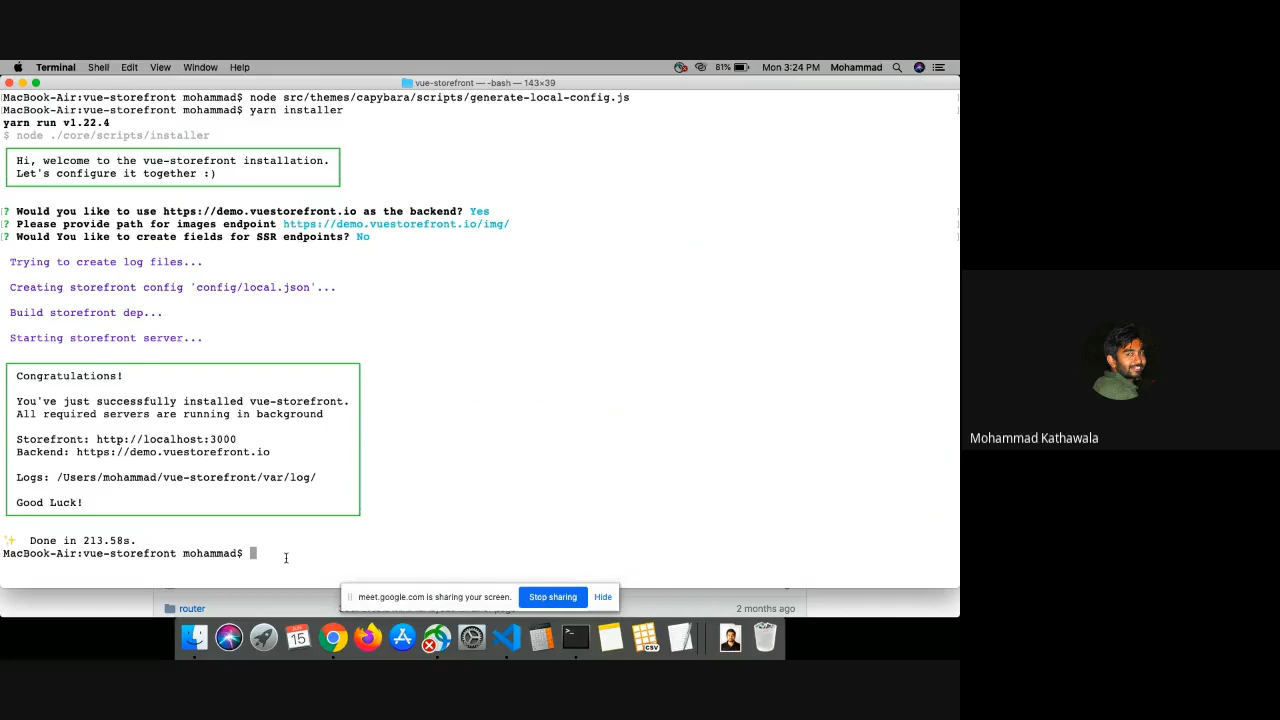 Terminal Shell Edit View Window Help 81% Mon 3:24 PM Mohammad
vue-storefront — -bash — 143×39
MacBook-Air:vue-storefront mohammad$ node src/themes/capybara/scripts/generate-local-config.js
MacBook-Air:vue-storefront mohammad$ yarn installer
yarn run v1.22.4
$ node ./core/scripts/installer
Hi, welcome to the vue-storefront installation.
Let's configure it together :)
? Would you like to use https://demo.vuestorefront.io as the backend? Yes
? Please provide path for images endpoint https://demo.vuestorefront.io/img/
? Would You like to create fields for SSR endpoints? No
Trying to create log files...
Creating storefront config 'config/local.json'...
Build storefront dep...
Starting storefront server...
Congratulations!
You've just successfully installed vue-storefront.
All required servers are running in background
Storefront: http://localhost:3000
Backend: https://demo.vuestorefront.io
Logs: /Users/mohammad/vue-storefront/var/log/
Good Luck!
✨ Done in 213.58s.
MacBook-Air:vue-storefront mohammad$
meet.google.com is sharing your screen. Stop sharing Hide
router 2 months ago
15
CSV
Mohammad Kathawala